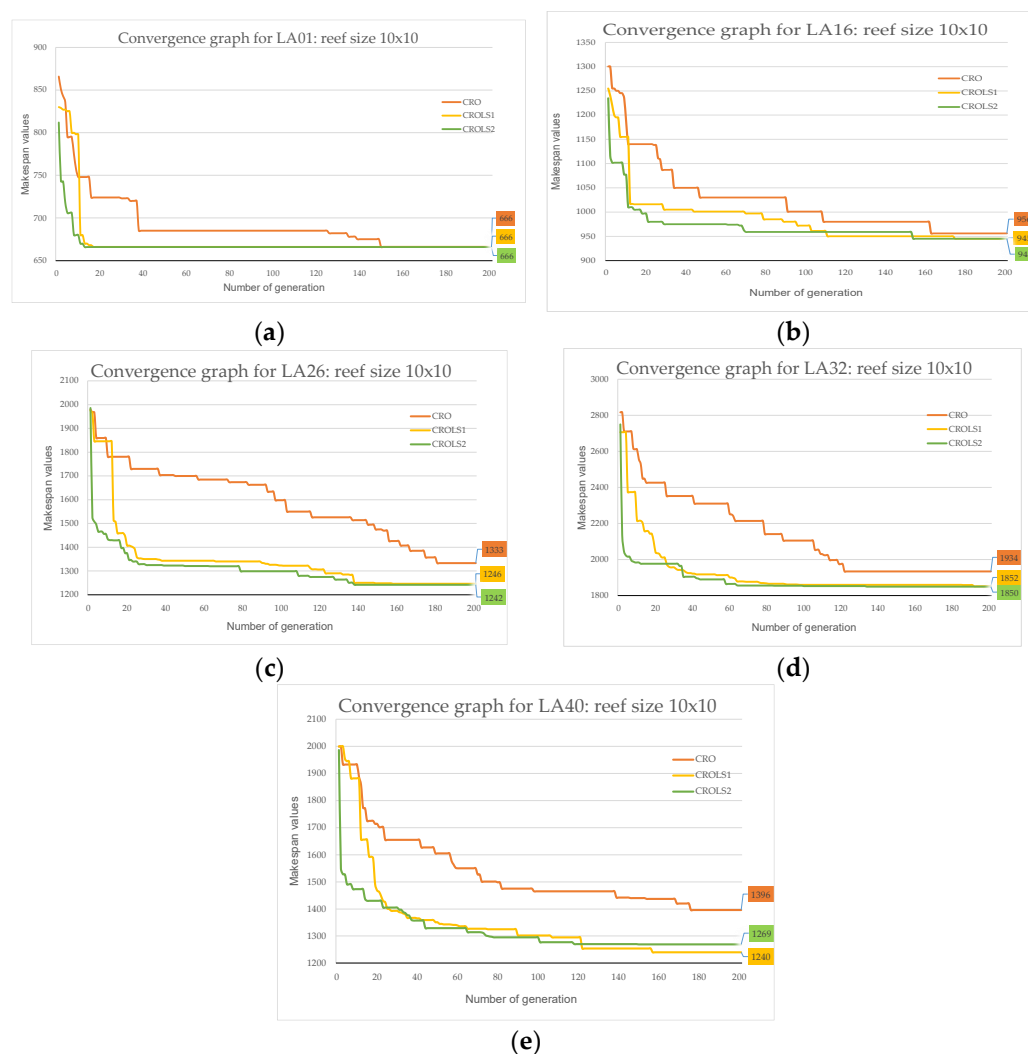 Convergence graph for LA01: reef size 10x10
900
850
800
750
700
650
Makespan values
CRO
CROLS1
CROLS2
666
666
666
0 20 40 60 80 100 120 140 160 180 200
Number of generation
(a)
Convergence graph for LA16: reef size 10x10
1300
1250
1200
1150
1100
1050
1000
950
900
Makespan values
CRO
CROLS1
CROLS2
0 20 40 60 80 100 120 140 160 180 200
Number of generation
(b)
Convergence graph for LA26: reef size 10x10
2100
2000
1900
1800
1700
1600
1500
1400
1300
1200
Makespan values
CRO
CROLS1
CROLS2
1333
1246
1242
0 20 40 60 80 100 120 140 160 180 200
Number of generation
(c)
Convergence graph for LA32: reef size 10x10
3000
2800
2600
2400
2200
2000
1800
Makespan values
CRO
CROLS1
CROLS2
1934
1852
1850
0 20 40 60 80 100 120 140 160 180 200
Number of generation
(d)
Convergence graph for LA40: reef size 10x10
2100
2000
1900
1800
1700
1600
1500
1400
1300
1200
Makespan values
CRO
CROLS1
CROLS2
1396
1269
1240
0 20 40 60 80 100 120 140 160 180 200
Number of generation
(e)